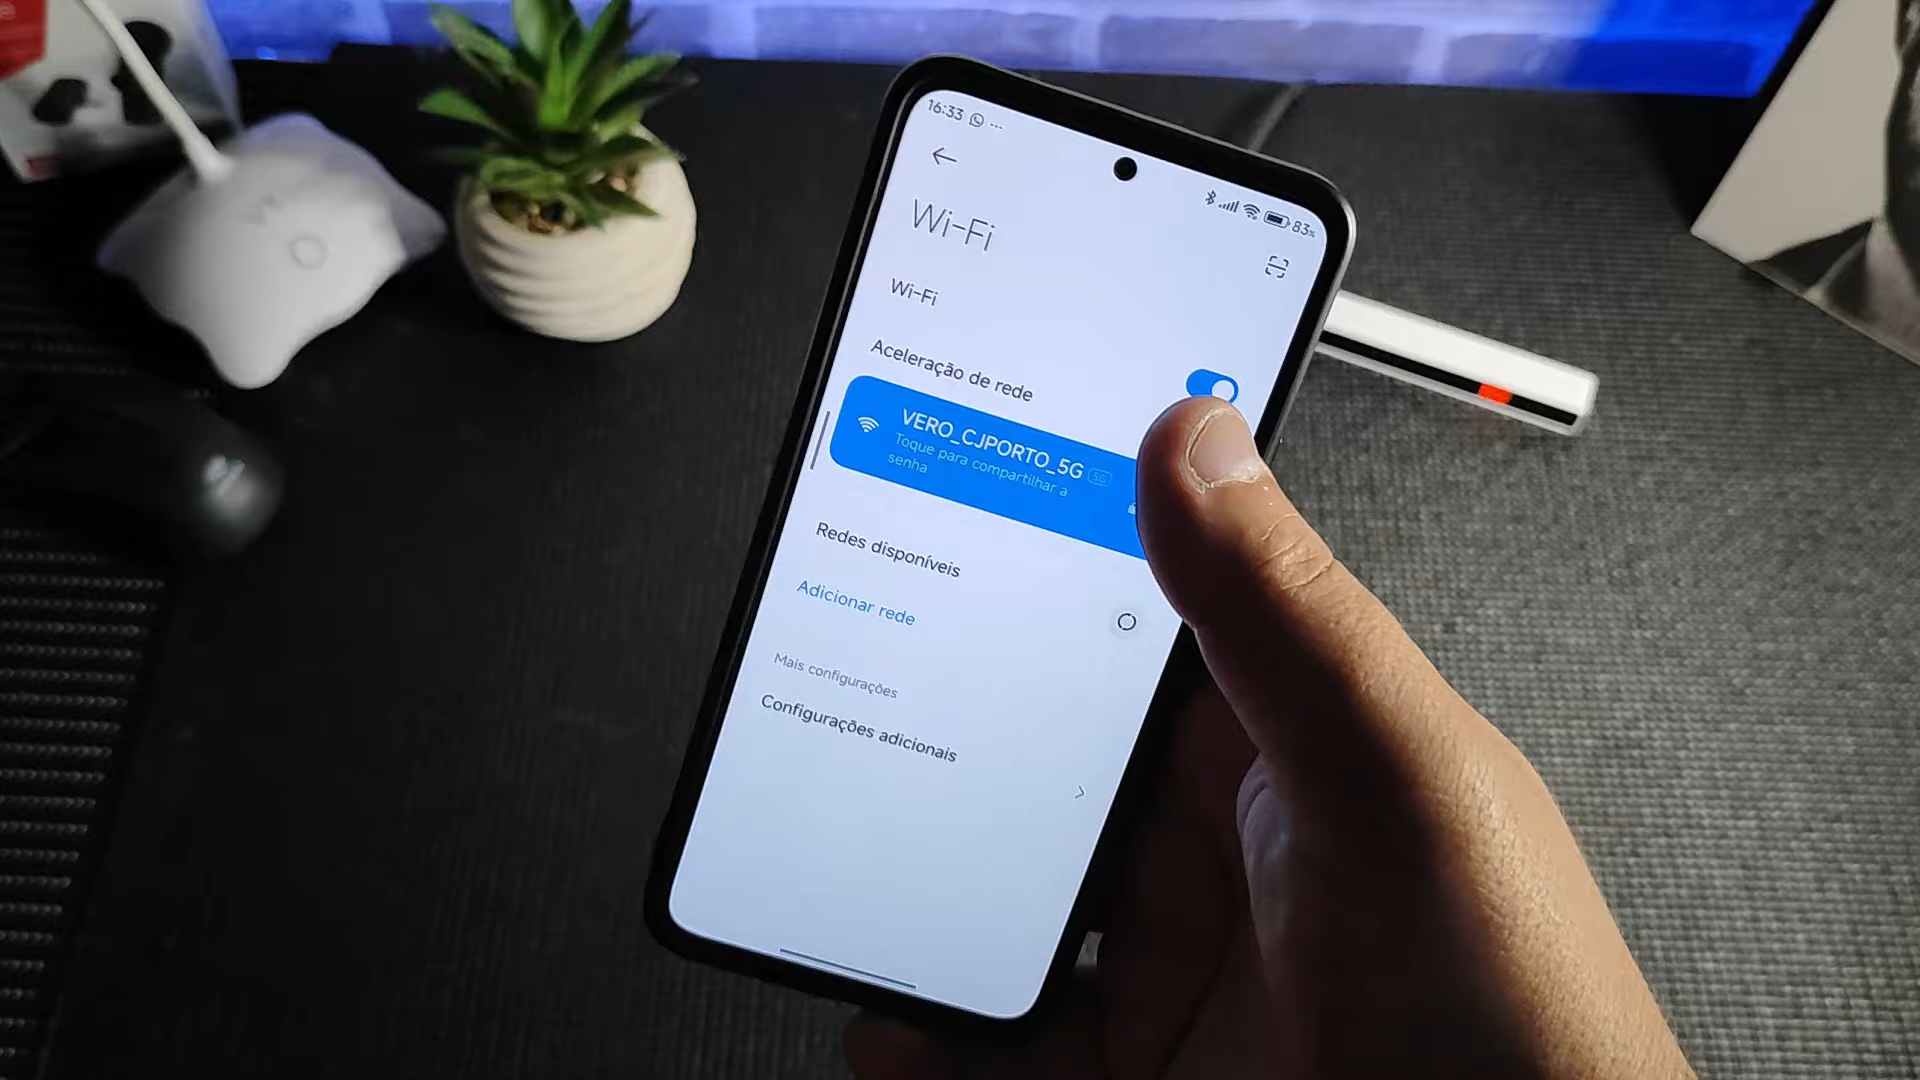 16:33
83%
Wi-Fi
Wi-Fi
Aceleração de rede
VERO_CJPORTO_5G 5G
Toque para compartilhar a
senha
Redes disponíveis
Adicionar rede
Mais configurações
Configurações adicionais